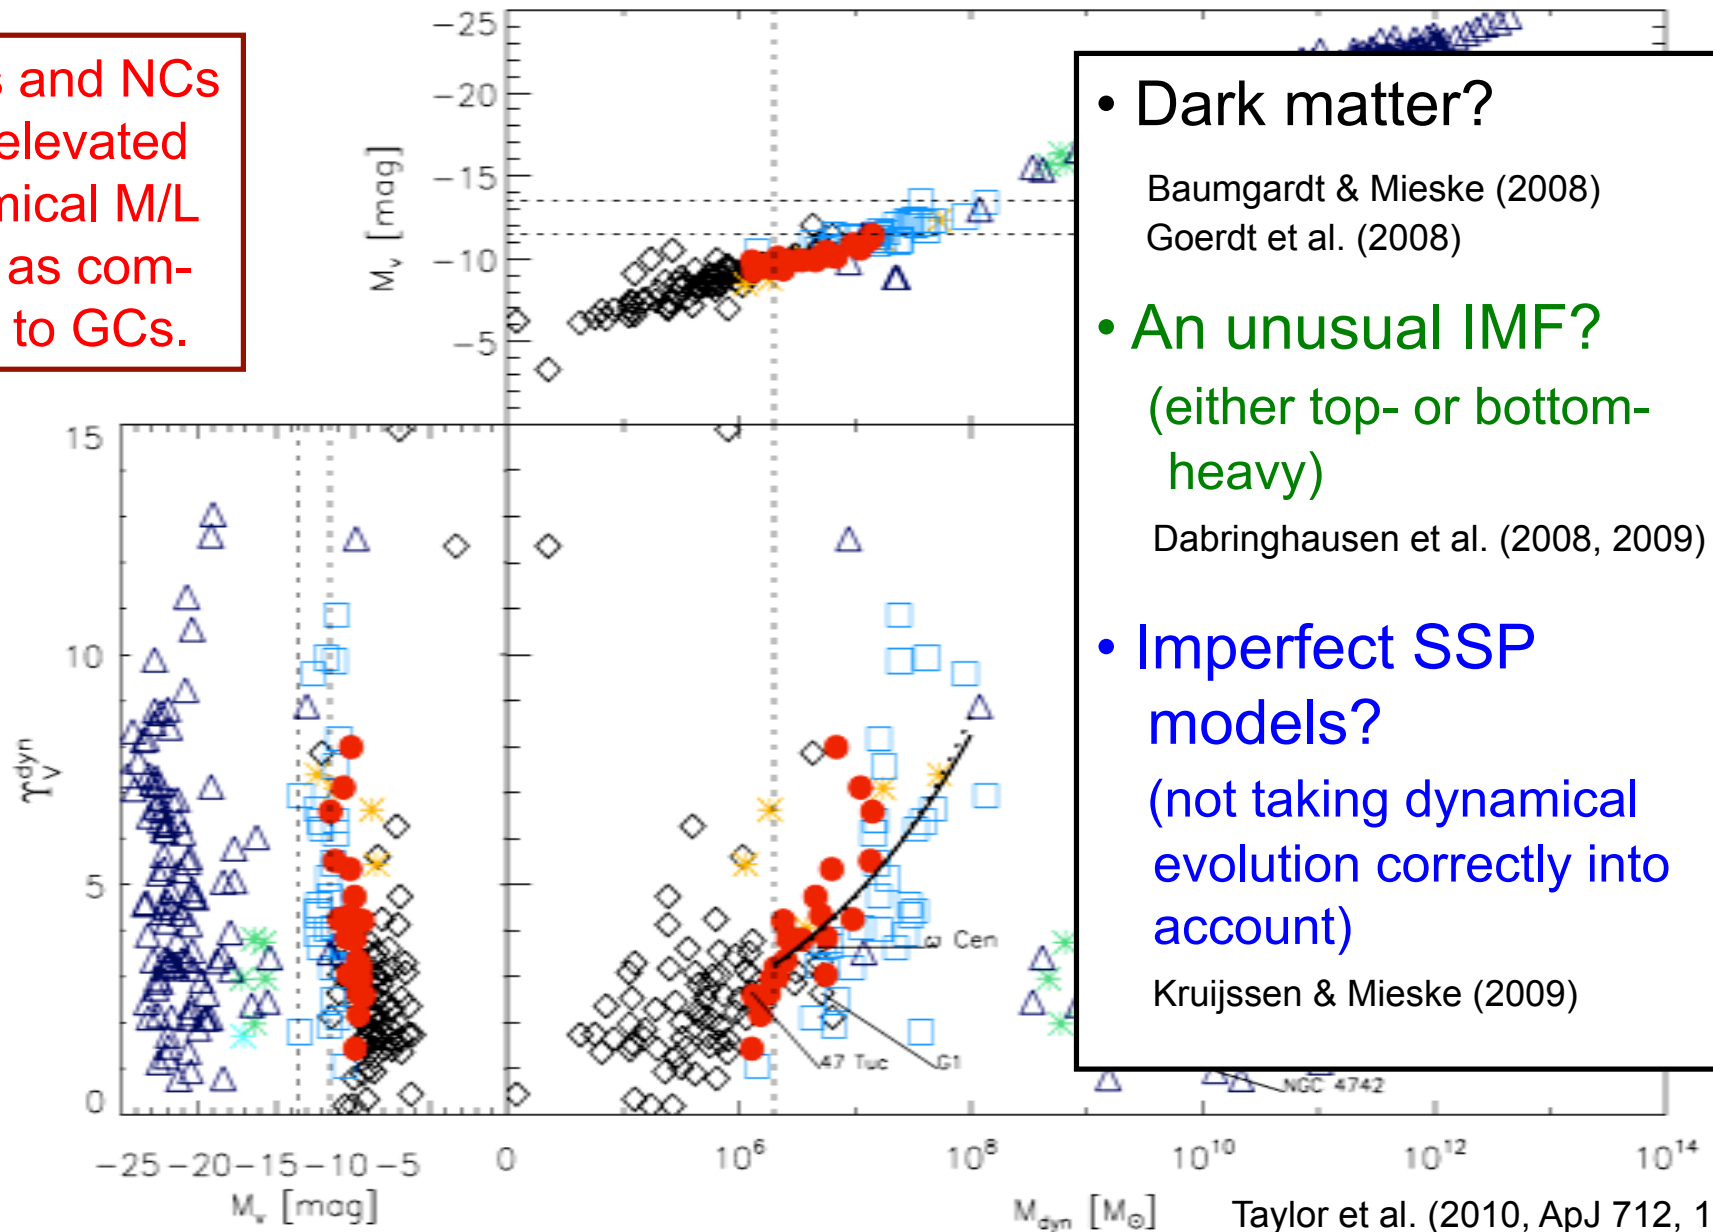 s and NCs
elevated
mical M/L
as com-
to GCs.
−25
−20
−15
−10
−5
M_v [mag]
• Dark matter?
Baumgardt & Mieske (2008)
Goerdt et al. (2008)
• An unusual IMF?
(either top- or bottom-
heavy)
Dabringhausen et al. (2008, 2009)
• Imperfect SSP
models?
(not taking dynamical
evolution correctly into
account)
Kruijssen & Mieske (2009)
15
10
5
0
ϒ_V^dyn
ω Cen
47 Tuc
G1
NGC 4742
−25 −20 −15 −10 −5 0
10^6 10^8 10^10 10^12 10^14
M_v [mag]
M_dyn [M_⊙]
Taylor et al. (2010, ApJ 712, 1